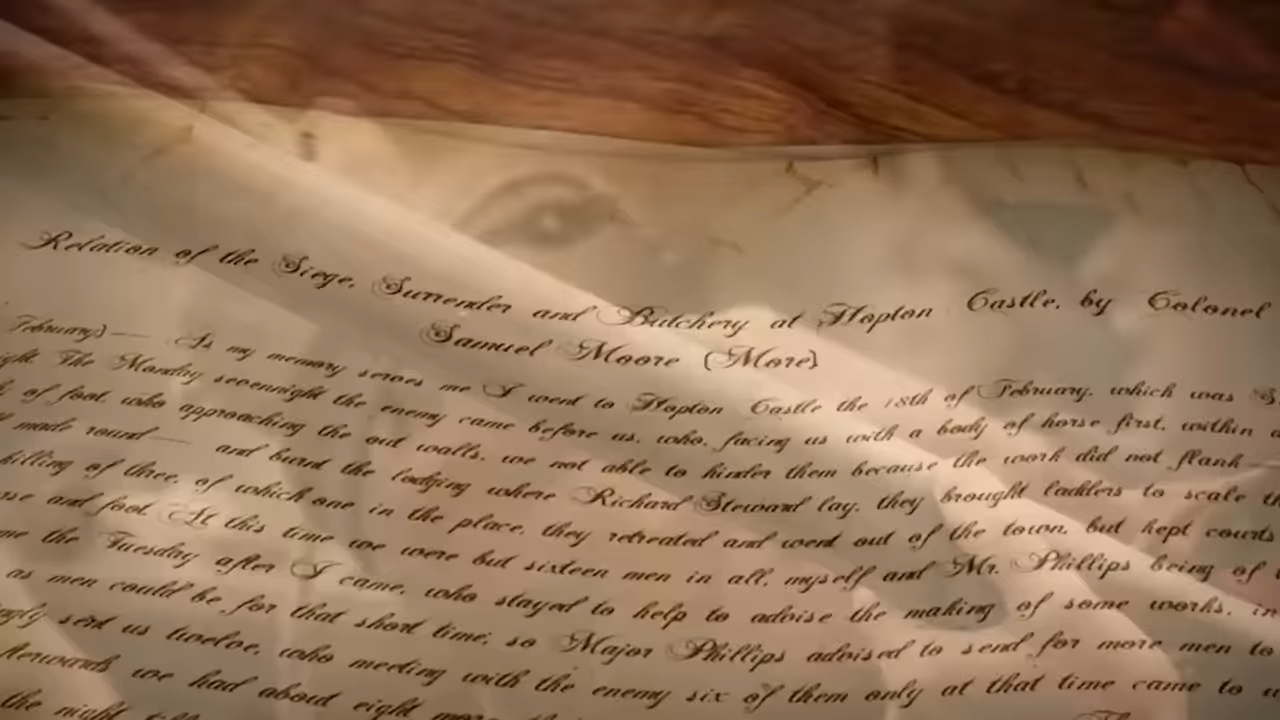 Relation of the Siege, Surrender and Butchery at Hopton Castle, by Colonel
Samuel Moore (More)
February) — As my memory serves me I went to Hopton Castle the 18th of February, which was
The Monday sevennight the enemy came before us, who, facing us with a body of horse first, within
of foot, who approaching the out walls, we not able to hinder them because the work did not flank
made round — and burnt the lodging where Richard Steward lay, they brought ladders to scale
killing of three, of which one in the place, they retreated and went out of the town, but kept courts
and foot. At this time we were but sixteen men in all, myself and Mr. Phillips being of
the Tuesday after I came, who stayed to help to advise the making of some works, in
as men could be, for that short time; so Major Phillips advised to send for more men to
sent us twelve, who meeting with the enemy six of them only at that time came to
we had about eight more
the night